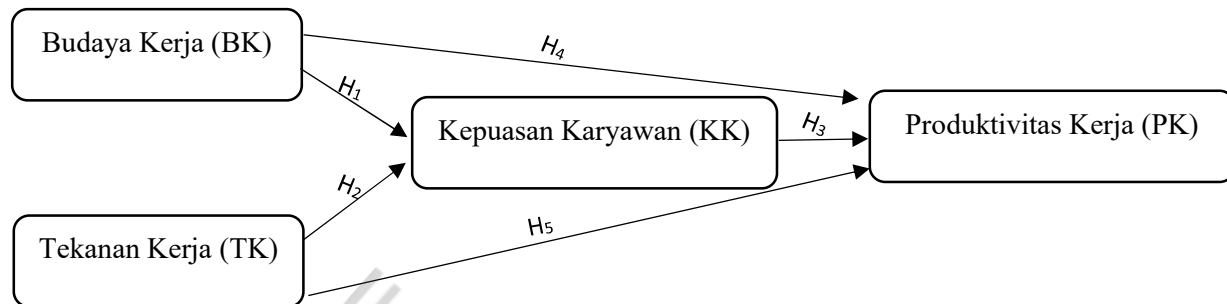 Budaya Kerja (BK)
H4
H1
Kepuasan Karyawan (KK)
H3
Produktivitas Kerja (PK)
H2
Tekanan Kerja (TK)
H5